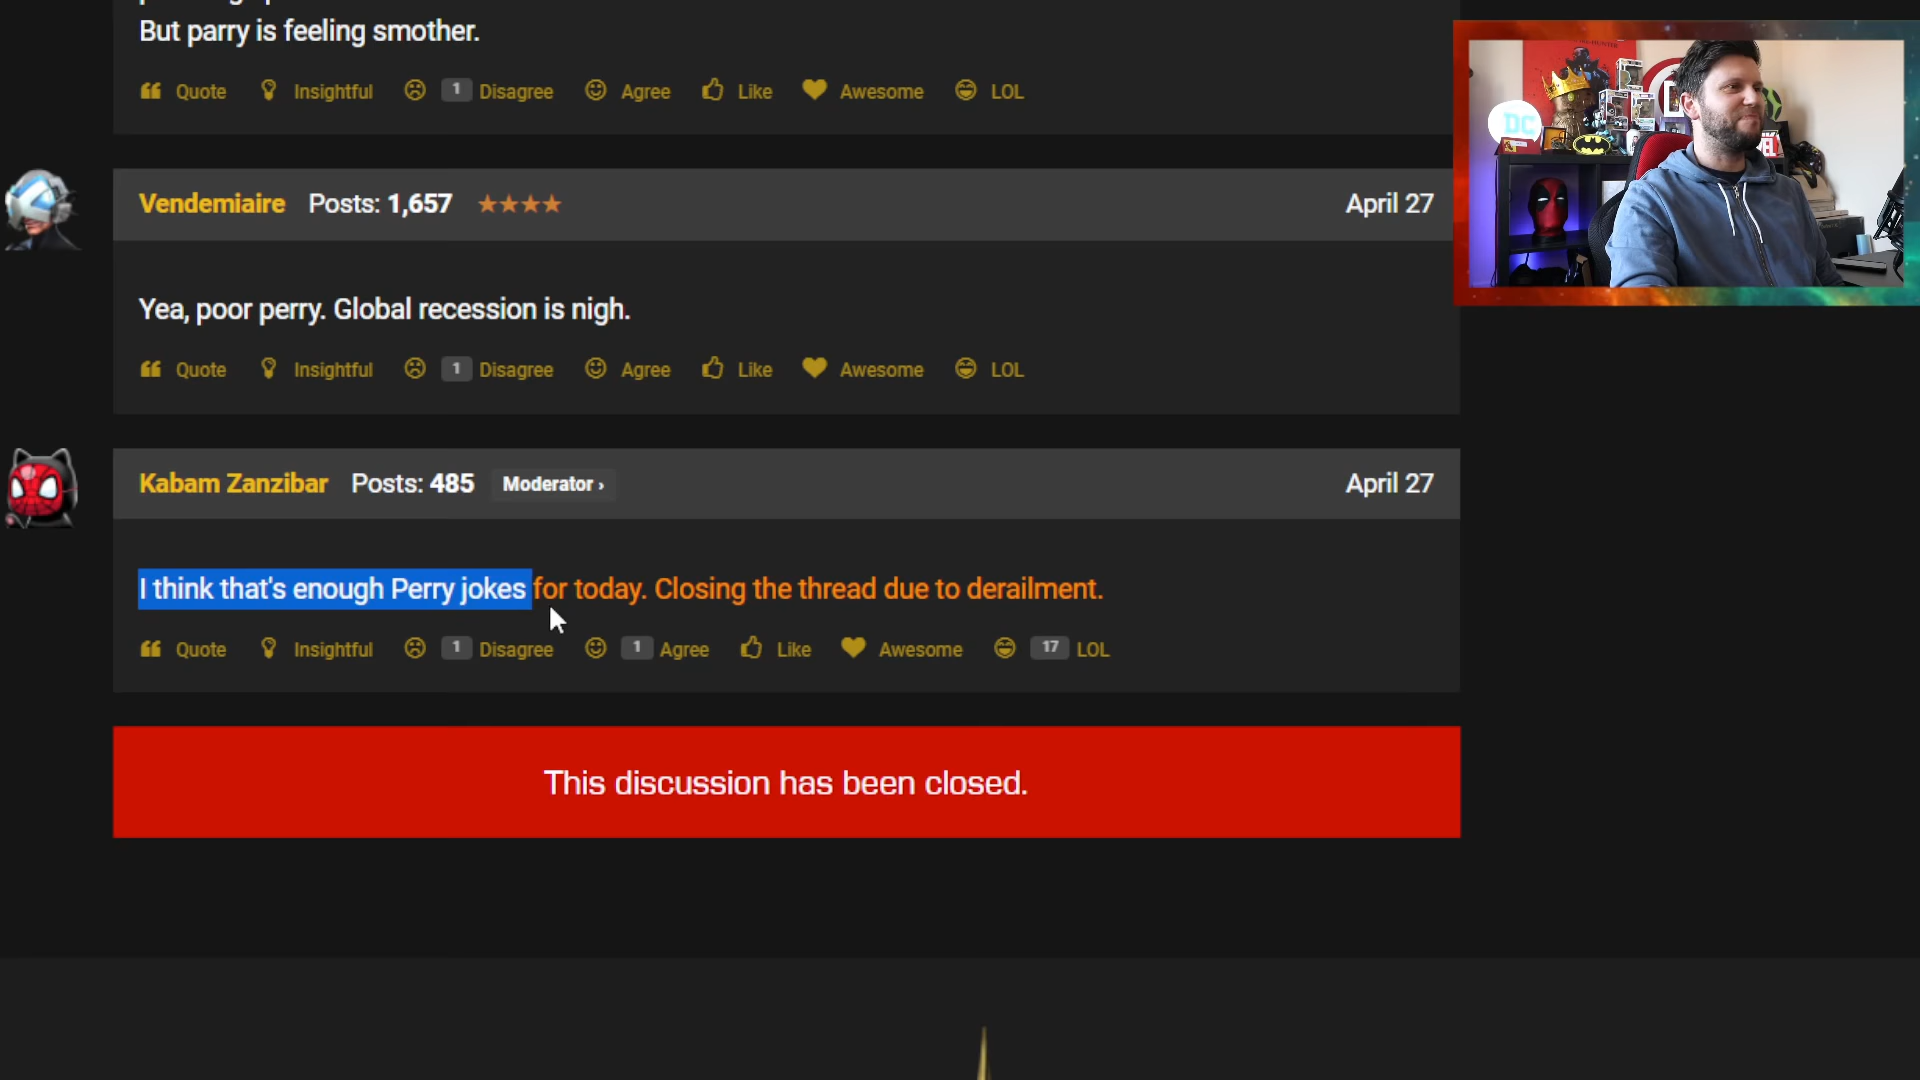 But parry is feeling smother.
Quote Insightful 1 Disagree Agree Like Awesome LOL
Vendemiaire Posts: 1,657 ★★★★ April 27
Yea, poor perry. Global recession is nigh.
Quote Insightful 1 Disagree Agree Like Awesome LOL
Kabam Zanzibar Posts: 485 Moderator › April 27
I think that's enough Perry jokes for today. Closing the thread due to derailment.
Quote Insightful 1 Disagree 1 Agree Like Awesome 17 LOL
This discussion has been closed.
DC